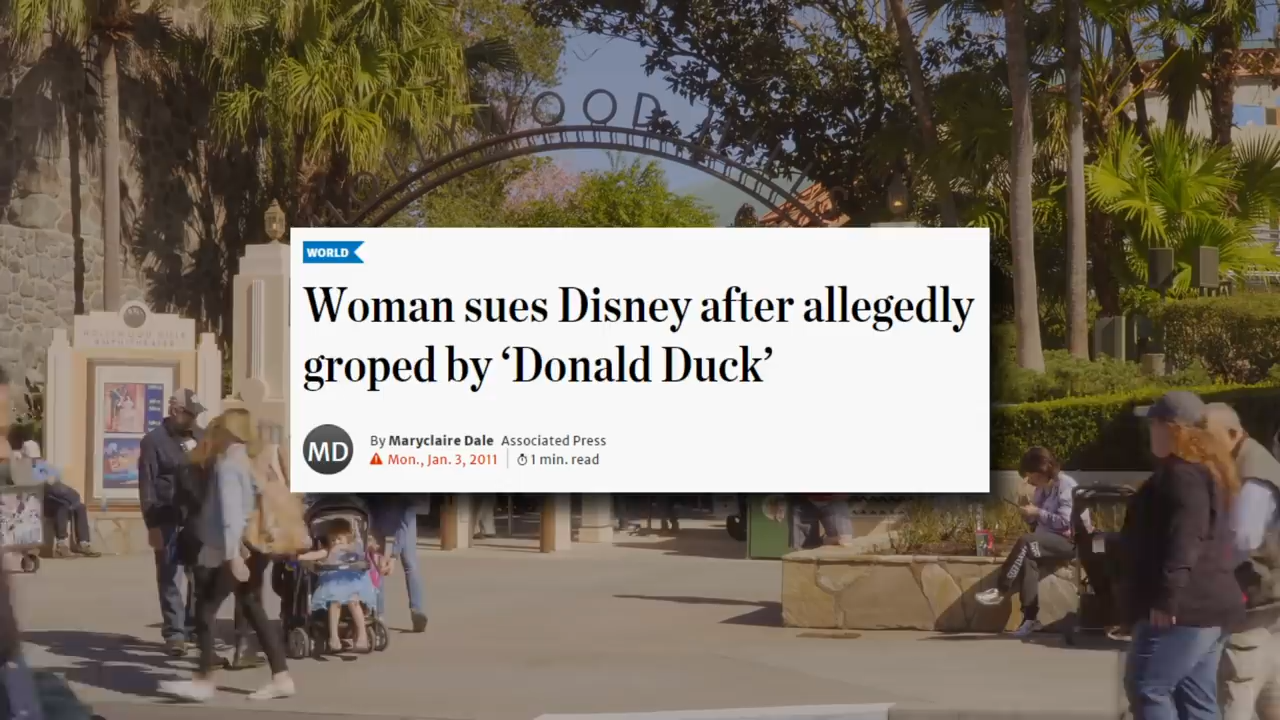 OOD
WORLD
Woman sues Disney after allegedly
groped by ‘Donald Duck’
MD
By Maryclaire Dale Associated Press
Mon., Jan. 3, 2011 1 min. read